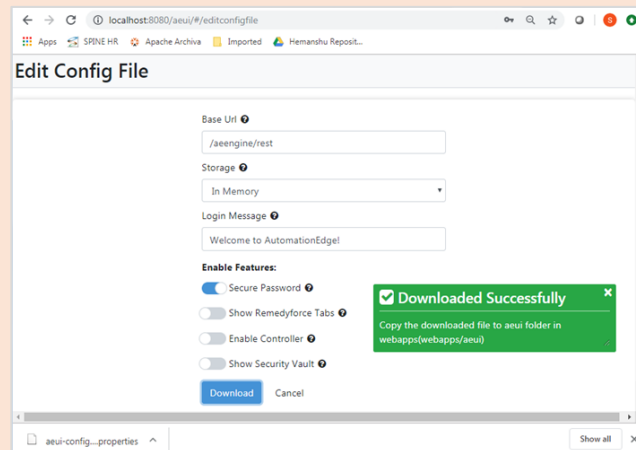 localhost:8080/aeui/#/editconfigfile
S
Apps SPINE HR Apache Archiva Imported Hemanshu Reposit...
Edit Config File
Base Url
/aeengine/rest
Storage
In Memory
Login Message
Welcome to AutomationEdge!
Enable Features:
Secure Password
Show Remedyforce Tabs
Enable Controller
Show Security Vault
Downloaded Successfully
Copy the downloaded file to aeui folder in
webapps(webapps/aeui)
Download Cancel
aeui-config....properties
Show all